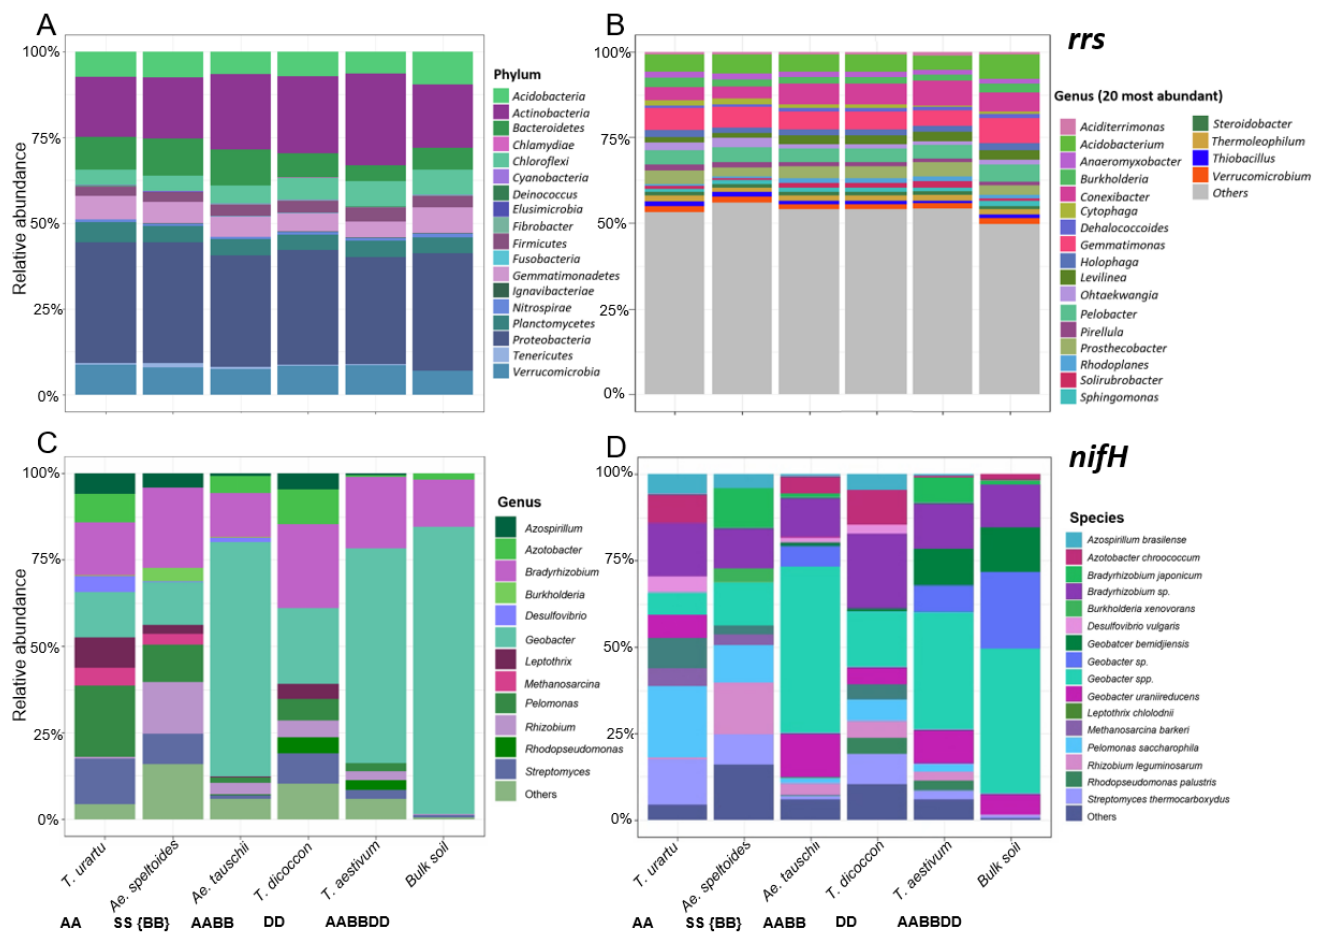 A
100%
75%
50%
25%
0%
Relative abundance
Phylum
Acidobacteria
Actinobacteria
Bacteroidetes
Chlamydiae
Chloroflexi
Cyanobacteria
Deinococcus
Elusimicrobia
Fibrobacter
Firmicutes
Fusobacteria
Gemmatimonadetes
Ignavibacteriae
Nitrospirae
Planctomycetes
Proteobacteria
Tenericutes
Verrucomicrobia
B
rrs
100%
75%
50%
25%
0%
Genus (20 most abundant)
Aciditerrimonas
Acidobacterium
Anaeromyxobacter
Burkholderia
Conexibacter
Cytophaga
Dehalococcoides
Gemmatimonas
Holophaga
Levilinea
Ohtaekwangia
Pelobacter
Pirellula
Prosthecobacter
Rhodoplanes
Solirubrobacter
Sphingomonas
Steroidobacter
Thermoleophilum
Thiobacillus
Verrucomicrobium
Others
C
100%
75%
50%
25%
0%
Relative abundance
Genus
Azospirillum
Azotobacter
Bradyrhizobium
Burkholderia
Desulfovibrio
Geobacter
Leptothrix
Methanosarcina
Pelomonas
Rhizobium
Rhodopseudomonas
Streptomyces
Others
T. urartu
Ae. speltoides
Ae. tauschii
T. dicoccon
T. aestivum
Bulk soil
AA SS {BB} AABB DD AABBDD
D
nifH
100%
75%
50%
25%
0%
Species
Azospirillum brasilense
Azotobacter chroococcum
Bradyrhizobium japonicum
Bradyrhizobium sp.
Burkholderia xenovorans
Desulfovibrio vulgaris
Geobatcer bemidjiensis
Geobacter sp.
Geobacter spp.
Geobacter uraniireducens
Leptothrix chlolodnii
Methanosarcina barkeri
Pelomonas saccharophila
Rhizobium leguminosarum
Rhodopseudomonas palustris
Streptomyces thermocarboxydus
Others
T. urartu
Ae. speltoides
Ae. tauschii
T. dicoccon
T. aestivum
Bulk soil
AA SS {BB} AABB DD AABBDD